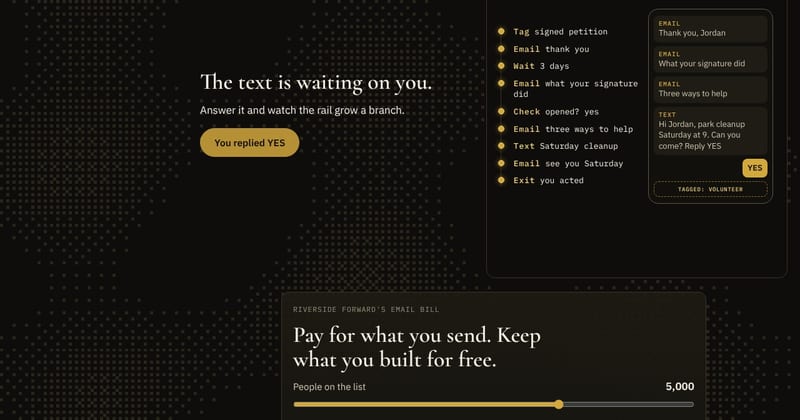 The text is waiting on you.
Answer it and watch the rail grow a branch.
You replied YES
Tag signed petition
Email thank you
Wait 3 days
Email what your signature
did
Check opened? yes
Email three ways to help
Text Saturday cleanup
Email see you Saturday
Exit you acted
EMAIL
Thank you, Jordan
EMAIL
What your signature did
EMAIL
Three ways to help
TEXT
Hi Jordan, park cleanup
Saturday at 9. Can you
come? Reply YES
YES
TAGGED: VOLUNTEER
RIVERSIDE FORWARD'S EMAIL BILL
Pay for what you send. Keep
what you built for free.
People on the list
5,000